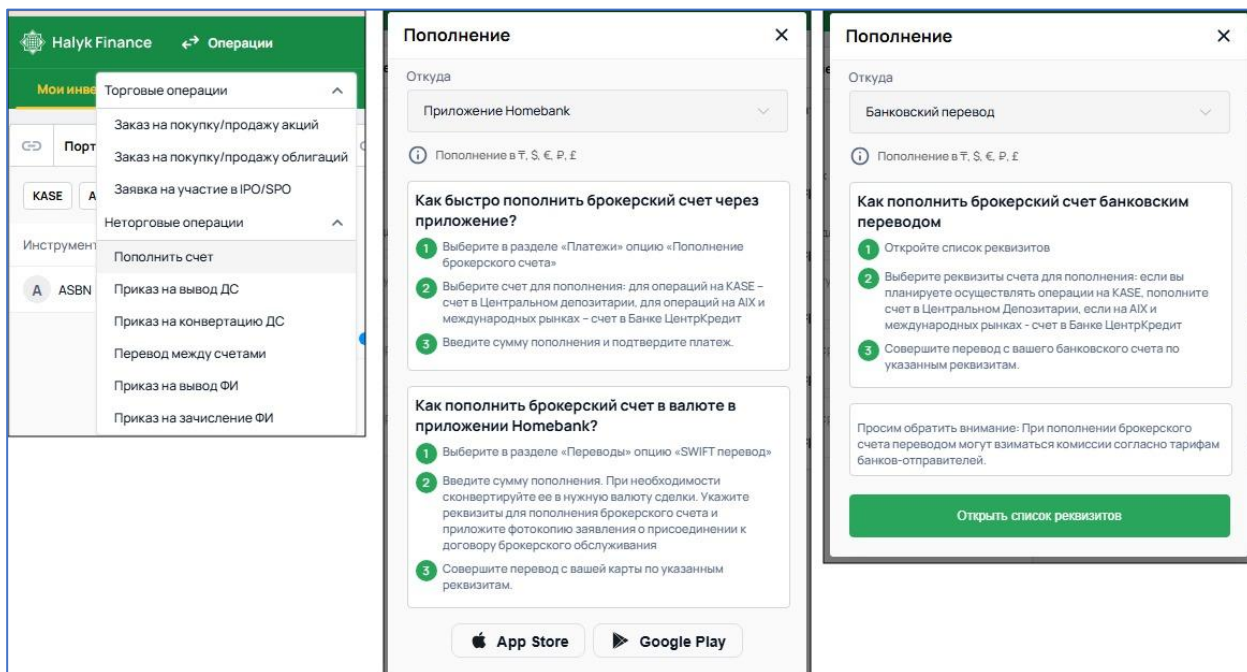 Halyk Finance
Операции
Мои инве
Торговые операции
Заказ на покупку/продажу акций
Порт
Заказ на покупку/продажу облигаций
KASE
A
Заявка на участие в IPO/SPO
Неторговые операции
Инструмент
Пополнить счет
A ASBN
Приказ на вывод ДС
Приказ на конвертацию ДС
Перевод между счетами
Приказ на вывод ФИ
Приказ на зачисление ФИ
Пополнение
Откуда
Приложение Homebank
Пополнение в ₸, $, €, ₽, £
Как быстро пополнить брокерский счет через
приложение?
1 Выберите в разделе «Платежи» опцию «Пополнение
брокерского счета»
2 Выберите счет для пополнения: для операций на KASE –
счет в Центральном депозитарии, для операций на AIX и
международных рынках – счет в Банке ЦентрКредит
3 Введите сумму пополнения и подтвердите платеж.
Как пополнить брокерский счет в валюте в
приложении Homebank?
1 Выберите в разделе «Переводы» опцию «SWIFT перевод»
2 Введите сумму пополнения. При необходимости
сконвертируйте ее в нужную валюту сделки. Укажите
реквизиты для пополнения брокерского счета и
приложите фотокопию заявления о присоединении к
договору брокерского обслуживания
3 Совершите перевод с вашей карты по указанным
реквизитам.
App Store
Google Play
Пополнение
Откуда
Банковский перевод
Пополнение в ₸, $, €, ₽, £
Как пополнить брокерский счет банковским
переводом
1 Откройте список реквизитов
2 Выберите реквизиты счета для пополнения: если вы
планируете осуществлять операции на KASE, пополните
счет в Центральном Депозитарии, если на AIX и
международных рынках - счет в Банке ЦентрКредит
3 Совершите перевод с вашего банковского счета по
указанным реквизитам.
Просим обратить внимание: При пополнении брокерского
счета переводом могут взиматься комиссии согласно тарифам
банков-отправителей.
Открыть список реквизитов